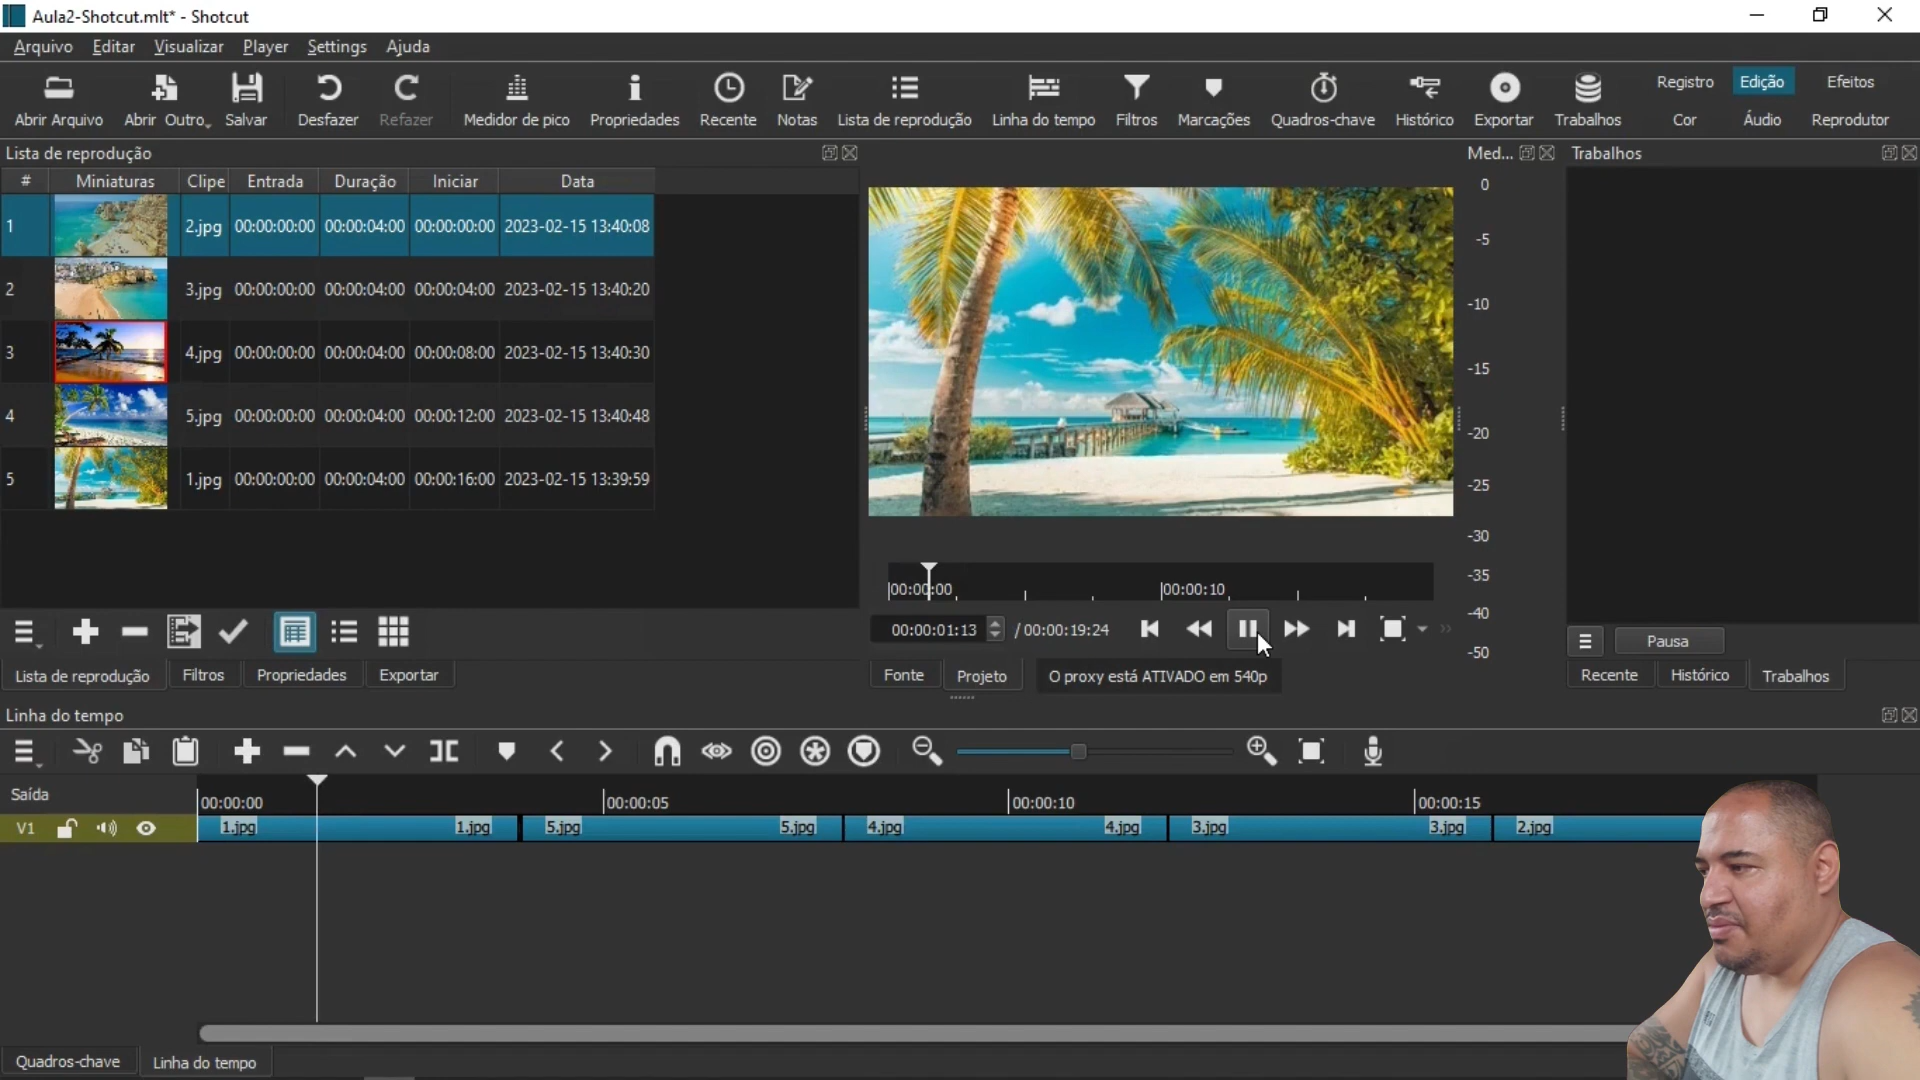 Aula2-Shotcut.mlt* - Shotcut
Arquivo Editar Visualizar Player Settings Ajuda
Abrir Arquivo Abrir Outro Salvar Desfazer Refazer Medidor de pico Propriedades Recente Notas Lista de reprodução Linha do tempo Filtros Marcações Quadros-chave Histórico Exportar Trabalhos
Registro Edição Efeitos
Cor Áudio Reprodutor
Lista de reprodução
# Miniaturas Clipe Entrada Duração Iniciar Data
1 2.jpg 00:00:00:00 00:00:04:00 00:00:00:00 2023-02-15 13:40:08
2 3.jpg 00:00:00:00 00:00:04:00 00:00:04:00 2023-02-15 13:40:20
3 4.jpg 00:00:00:00 00:00:04:00 00:00:08:00 2023-02-15 13:40:30
4 5.jpg 00:00:00:00 00:00:04:00 00:00:12:00 2023-02-15 13:40:48
5 1.jpg 00:00:00:00 00:00:04:00 00:00:16:00 2023-02-15 13:39:59
Lista de reprodução Filtros Propriedades Exportar
00:00:00 00:00:10
00:00:01:13 / 00:00:19:24
Fonte Projeto O proxy está ATIVADO em 540p
Med...
0
-5
-10
-15
-20
-25
-30
-35
-40
-50
Trabalhos
Pausa
Recente Histórico Trabalhos
Linha do tempo
Saída
00:00:00 00:00:05 00:00:10 00:00:15
V1 1.jpg 1.jpg 5.jpg 5.jpg 4.jpg 4.jpg 3.jpg 3.jpg 2.jpg
Quadros-chave Linha do tempo